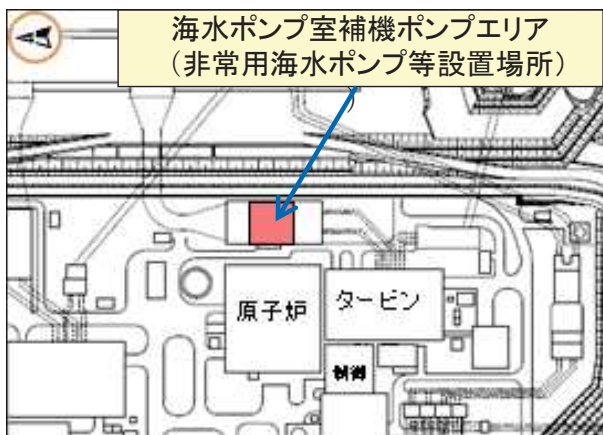 海水ポンプ室補機ポンプエリア
（非常用海水ポンプ等設置場所）
）
原子炉
タービン
制御